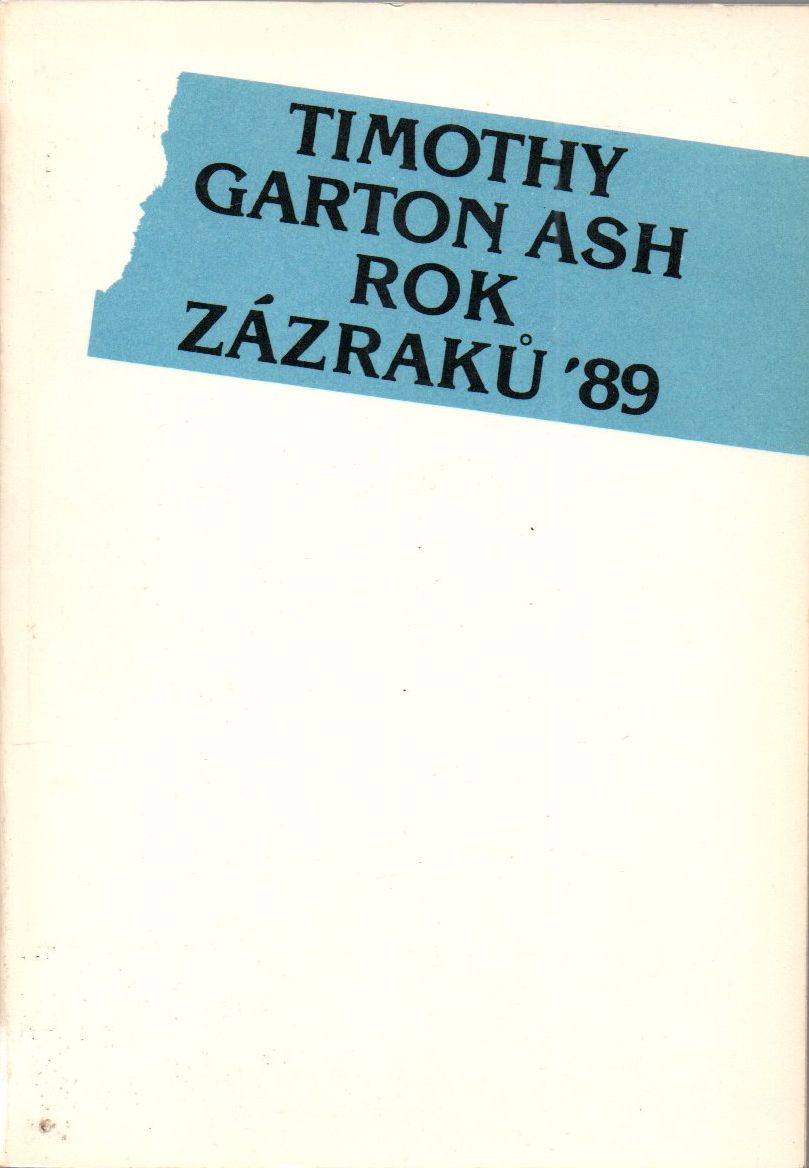 TIMOTHY
GARTON ASH
ROK
ZÁZRAKŮ '89